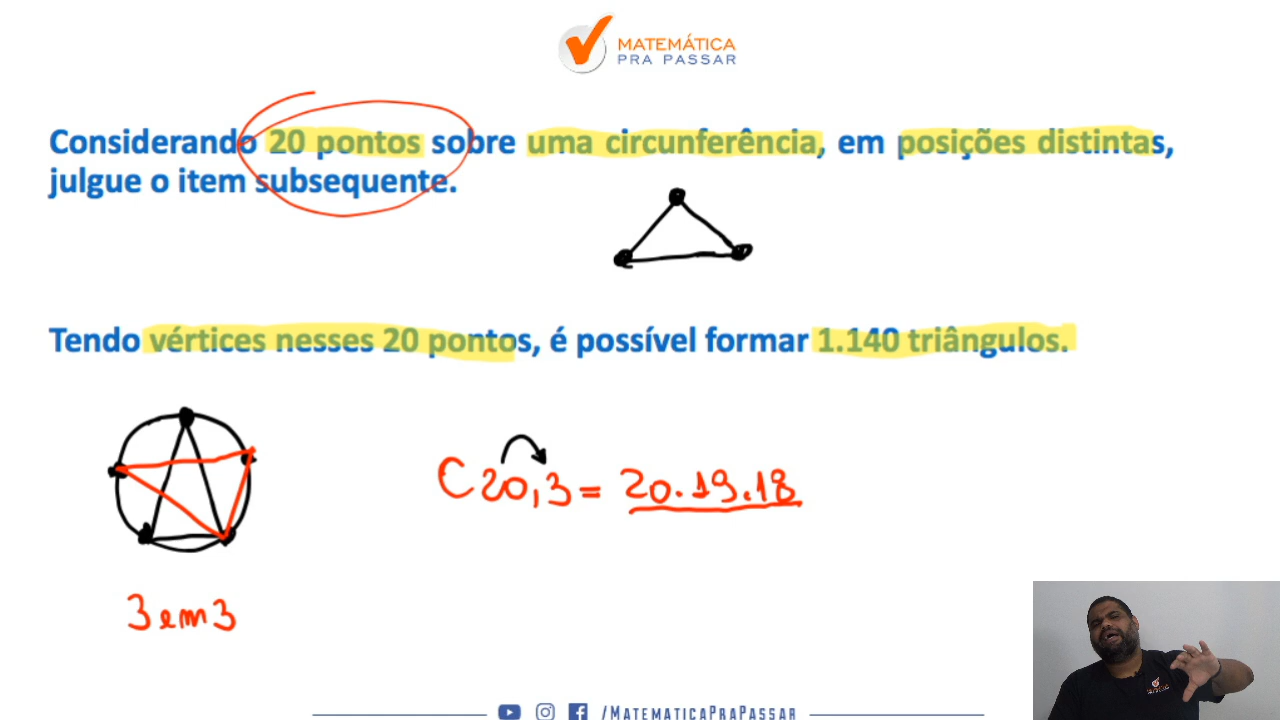 MATEMÁTICA
PRA PASSAR
Considerando 20 pontos sobre uma circunferência, em posições distintas,
julgue o item subsequente.
Tendo vértices nesses 20 pontos, é possível formar 1.140 triângulos.
C20,3 = 20.19.18
3 em 3
/MATEMATICAPRAPASSAR